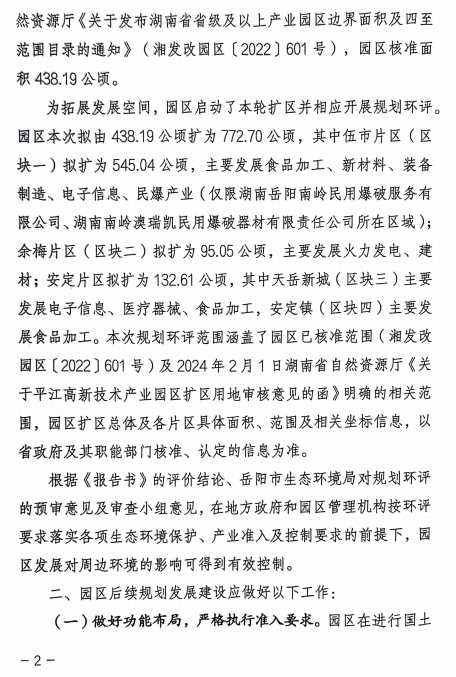 然资源厅《关于发布湖南省省级及以上产业园区边界面积及四至
范围目录的通知》（湘发改园区〔2022〕601号），园区核准面
积438.19公顷。
为拓展发展空间，园区启动了本轮扩区并相应开展规划环评。
园区本次拟由438.19公顷扩为772.70公顷，其中伍市片区（区
块一）拟扩为545.04公顷，主要发展食品加工、新材料、装备
制造、电子信息、民爆产业（仅限湖南岳阳南岭民用爆破服务有
限公司、湖南南岭澳瑞凯民用爆破器材有限责任公司所在区域）；
余梅片区（区块二）拟扩为95.05公顷，主要发展火力发电、建
材；安定片区拟扩为132.61公顷，其中天岳新城（区块三）主要
发展电子信息、医疗器械、食品加工，安定镇（区块四）主要发
展食品加工。本次规划环评范围涵盖了园区已核准范围（湘发改
园区〔2022〕601号）及2024年2月1日湖南省自然资源厅《关
于平江高新技术产业园区扩区用地审核意见的函》明确的相关范
围，园区扩区总体及各片区具体面积、范围及相关坐标信息，以
省政府及其职能部门核准、认定的信息为准。
根据《报告书》的评价结论、岳阳市生态环境局对规划环评
的预审意见及审查小组意见，在地方政府和园区管理机构按环评
要求落实各项生态环境保护、产业准入及控制要求的前提下，园
区发展对周边环境的影响可得到有效控制。
二、园区后续规划发展建设应做好以下工作：
（一）做好功能布局，严格执行准入要求。园区在进行国土
－2－